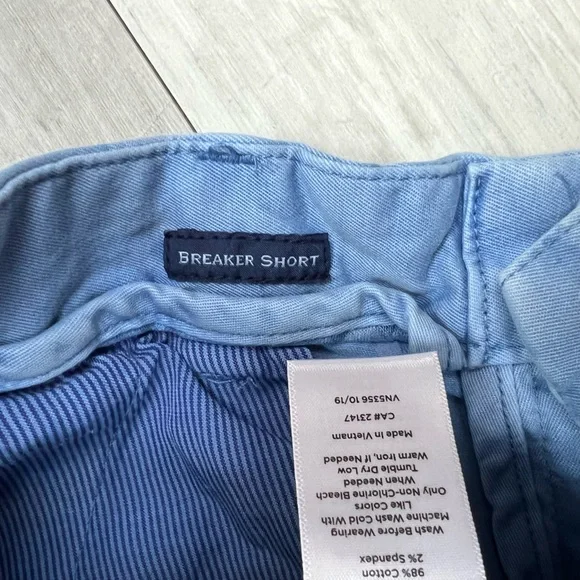 BREAKER SHORT
98% Cotton
2% Spandex
Wash Before Wearing
Machine Wash Cold With
Like Colors
Only Non-Chlorine Bleach
When Needed
Tumble Dry Low
Warm Iron, If Needed
Made in Vietnam
CA# 23147
VN5356 10/19